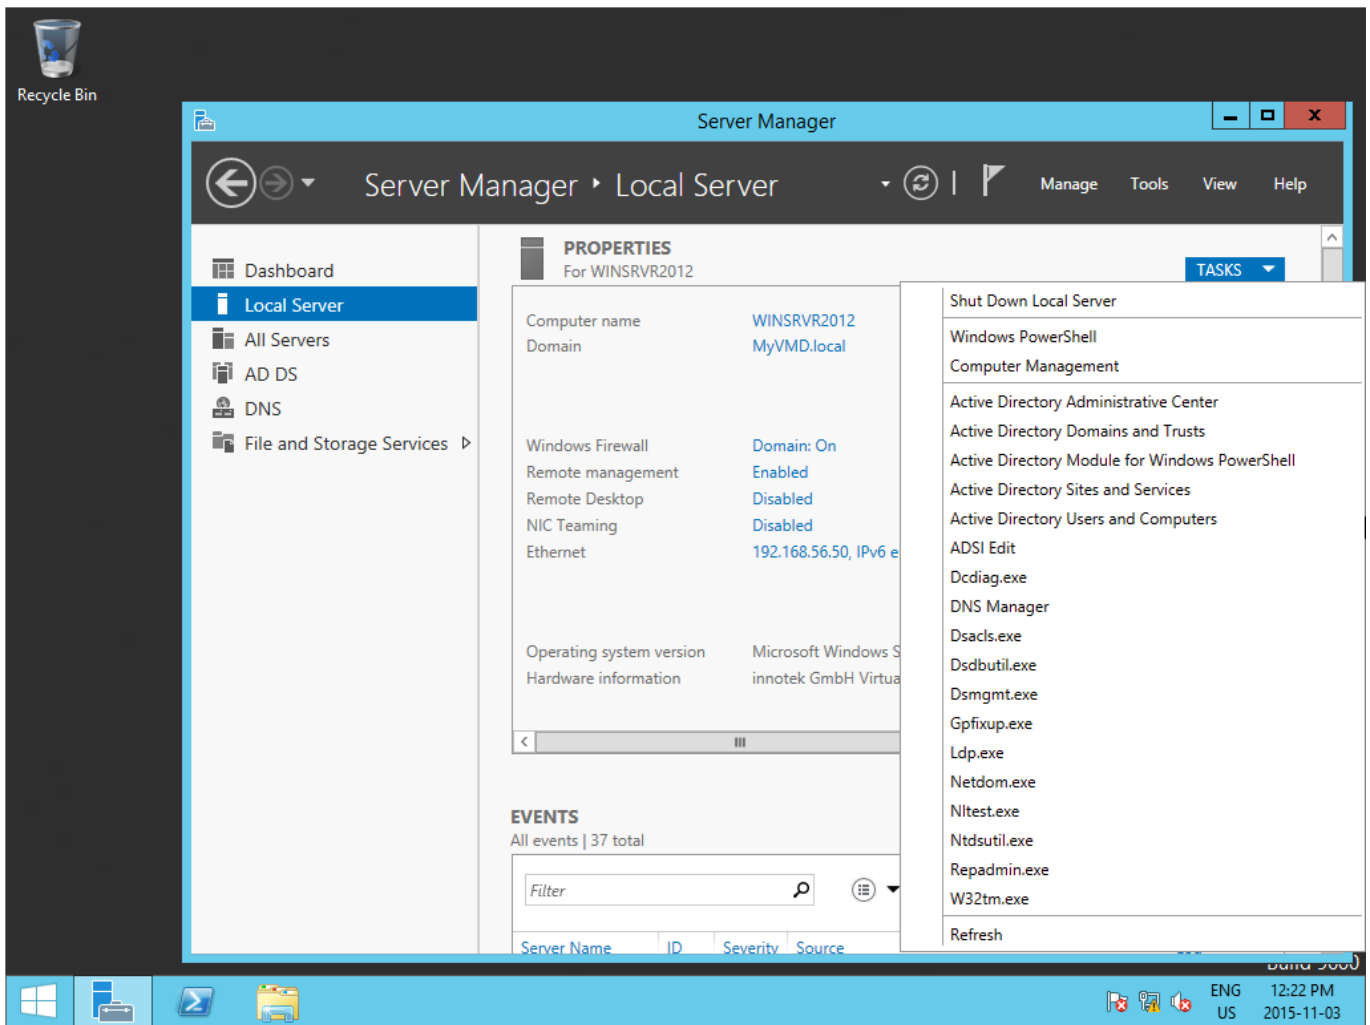 Recycle Bin
Server Manager
Server Manager ‣ Local Server
Manage Tools View Help
Dashboard
Local Server
All Servers
AD DS
DNS
File and Storage Services
PROPERTIES
For WINSRVR2012
TASKS
Computer name WINSRVR2012
Domain MyVMD.local
Windows Firewall Domain: On
Remote management Enabled
Remote Desktop Disabled
NIC Teaming Disabled
Ethernet 192.168.56.50, IPv6 e
Operating system version Microsoft Windows S
Hardware information innotek GmbH Virtua
EVENTS
All events | 37 total
Filter
Server Name ID Severity Source
Shut Down Local Server
Windows PowerShell
Computer Management
Active Directory Administrative Center
Active Directory Domains and Trusts
Active Directory Module for Windows PowerShell
Active Directory Sites and Services
Active Directory Users and Computers
ADSI Edit
Dcdiag.exe
DNS Manager
Dsacls.exe
Dsdbutil.exe
Dsmgmt.exe
Gpfixup.exe
Ldp.exe
Netdom.exe
Nltest.exe
Ntdsutil.exe
Repadmin.exe
W32tm.exe
Refresh
ENG 12:22 PM
US 2015-11-03